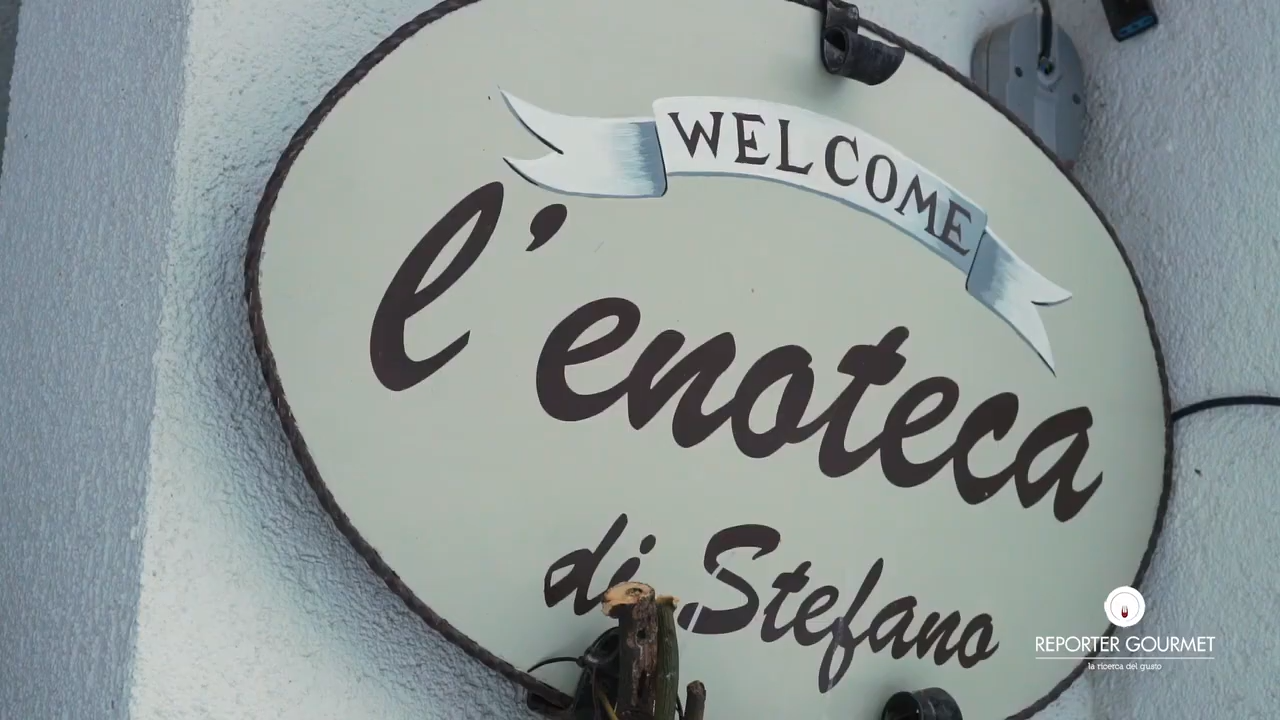 WELCOME
l'enoteca
di Stefano
REPORTER GOURMET
la ricerca del gusto